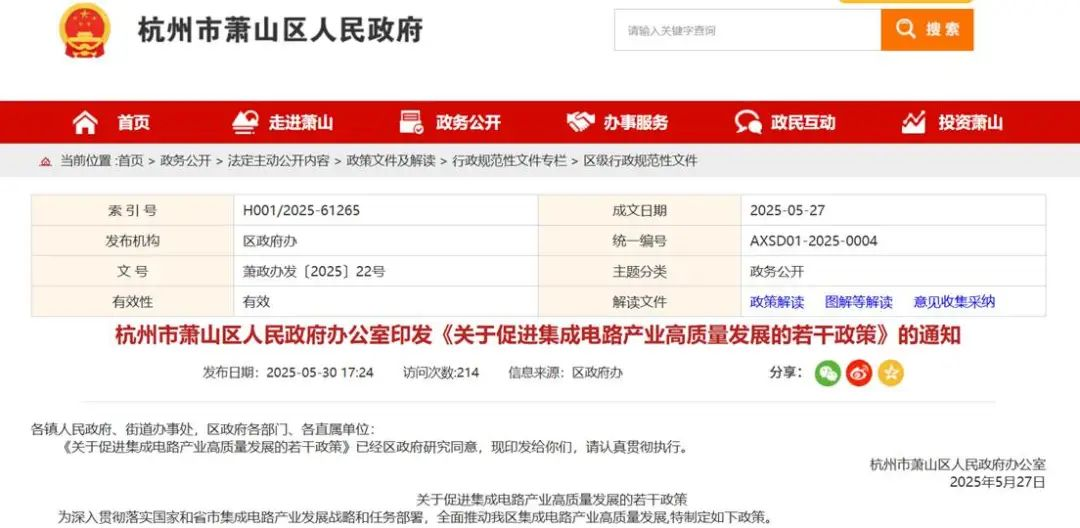 杭州市萧山区人民政府
请输入关键字查询
搜 索
首页 走进萧山 政务公开 办事服务 政民互动 投资萧山
当前位置 :首页 > 政务公开 > 法定主动公开内容 > 政策文件及解读 > 行政规范性文件专栏 > 区级行政规范性文件
索 引 号 H001/2025-61265 成文日期 2025-05-27
发布机构 区政府办 统一编号 AXSD01-2025-0004
文 号 萧政办发〔2025〕22号 主题分类 政务公开
有效性 有效 解读文件 政策解读 图解等解读 意见收集采纳
杭州市萧山区人民政府办公室印发《关于促进集成电路产业高质量发展的若干政策》的通知
发布日期：2025-05-30 17:24 访问次数:214 信息来源：区政府办 分享：
各镇人民政府、街道办事处，区政府各部门、各直属单位：
《关于促进集成电路产业高质量发展的若干政策》已经区政府研究同意，现印发给你们，请认真贯彻执行。
杭州市萧山区人民政府办公室
2025年5月27日
关于促进集成电路产业高质量发展的若干政策
为深入贯彻落实国家和省市集成电路产业发展战略和任务部署，全面推动我区集成电路产业高质量发展,特制定如下政策。